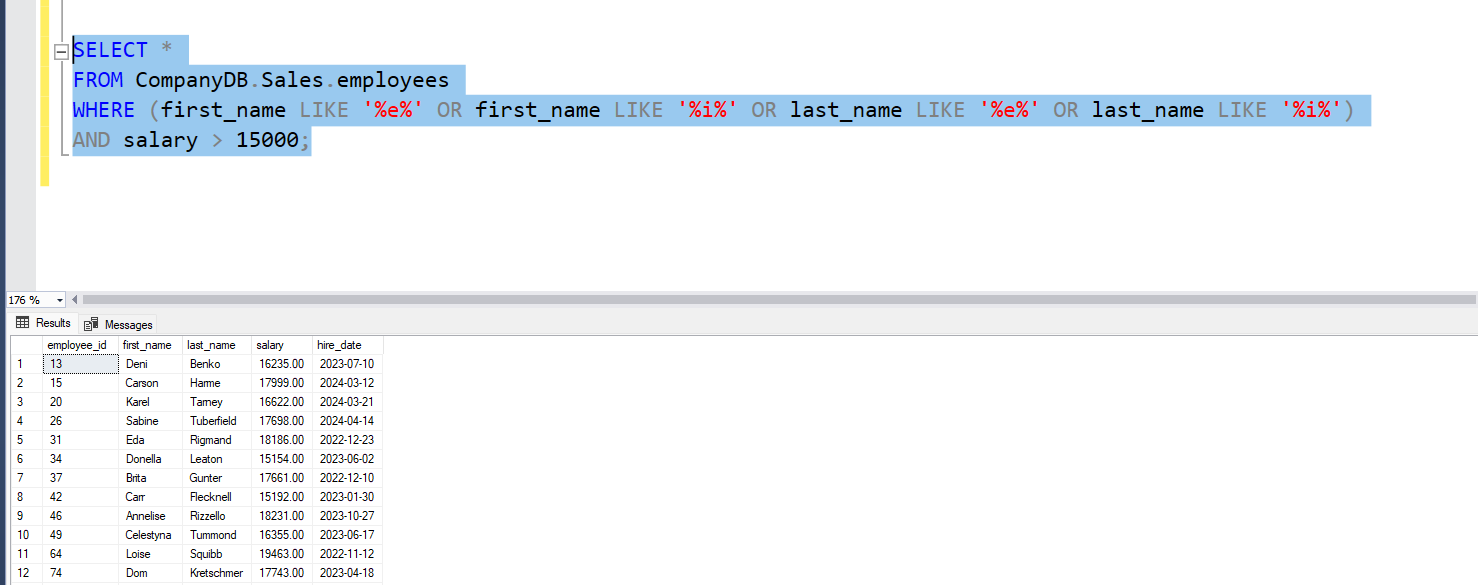 SELECT *
FROM CompanyDB.Sales.employees
WHERE (first_name LIKE '%e%' OR first_name LIKE '%i%' OR last_name LIKE '%e%' OR last_name LIKE '%i%')
AND salary > 15000;
176 %
Results Messages
employee_id first_name last_name salary hire_date
1 13 Deni Benko 16235.00 2023-07-10
2 15 Carson Harme 17999.00 2024-03-12
3 20 Karel Tarney 16622.00 2024-03-21
4 26 Sabine Tuberfield 17698.00 2024-04-14
5 31 Eda Rigmand 18186.00 2022-12-23
6 34 Donella Leaton 15154.00 2023-06-02
7 37 Brita Gunter 17661.00 2022-12-10
8 42 Carr Flecknell 15192.00 2023-01-30
9 46 Annelise Rizzello 18231.00 2023-10-27
10 49 Celestyna Tummond 16355.00 2023-06-17
11 64 Loise Squibb 19463.00 2022-11-12
12 74 Dom Kretschmer 17743.00 2023-04-18